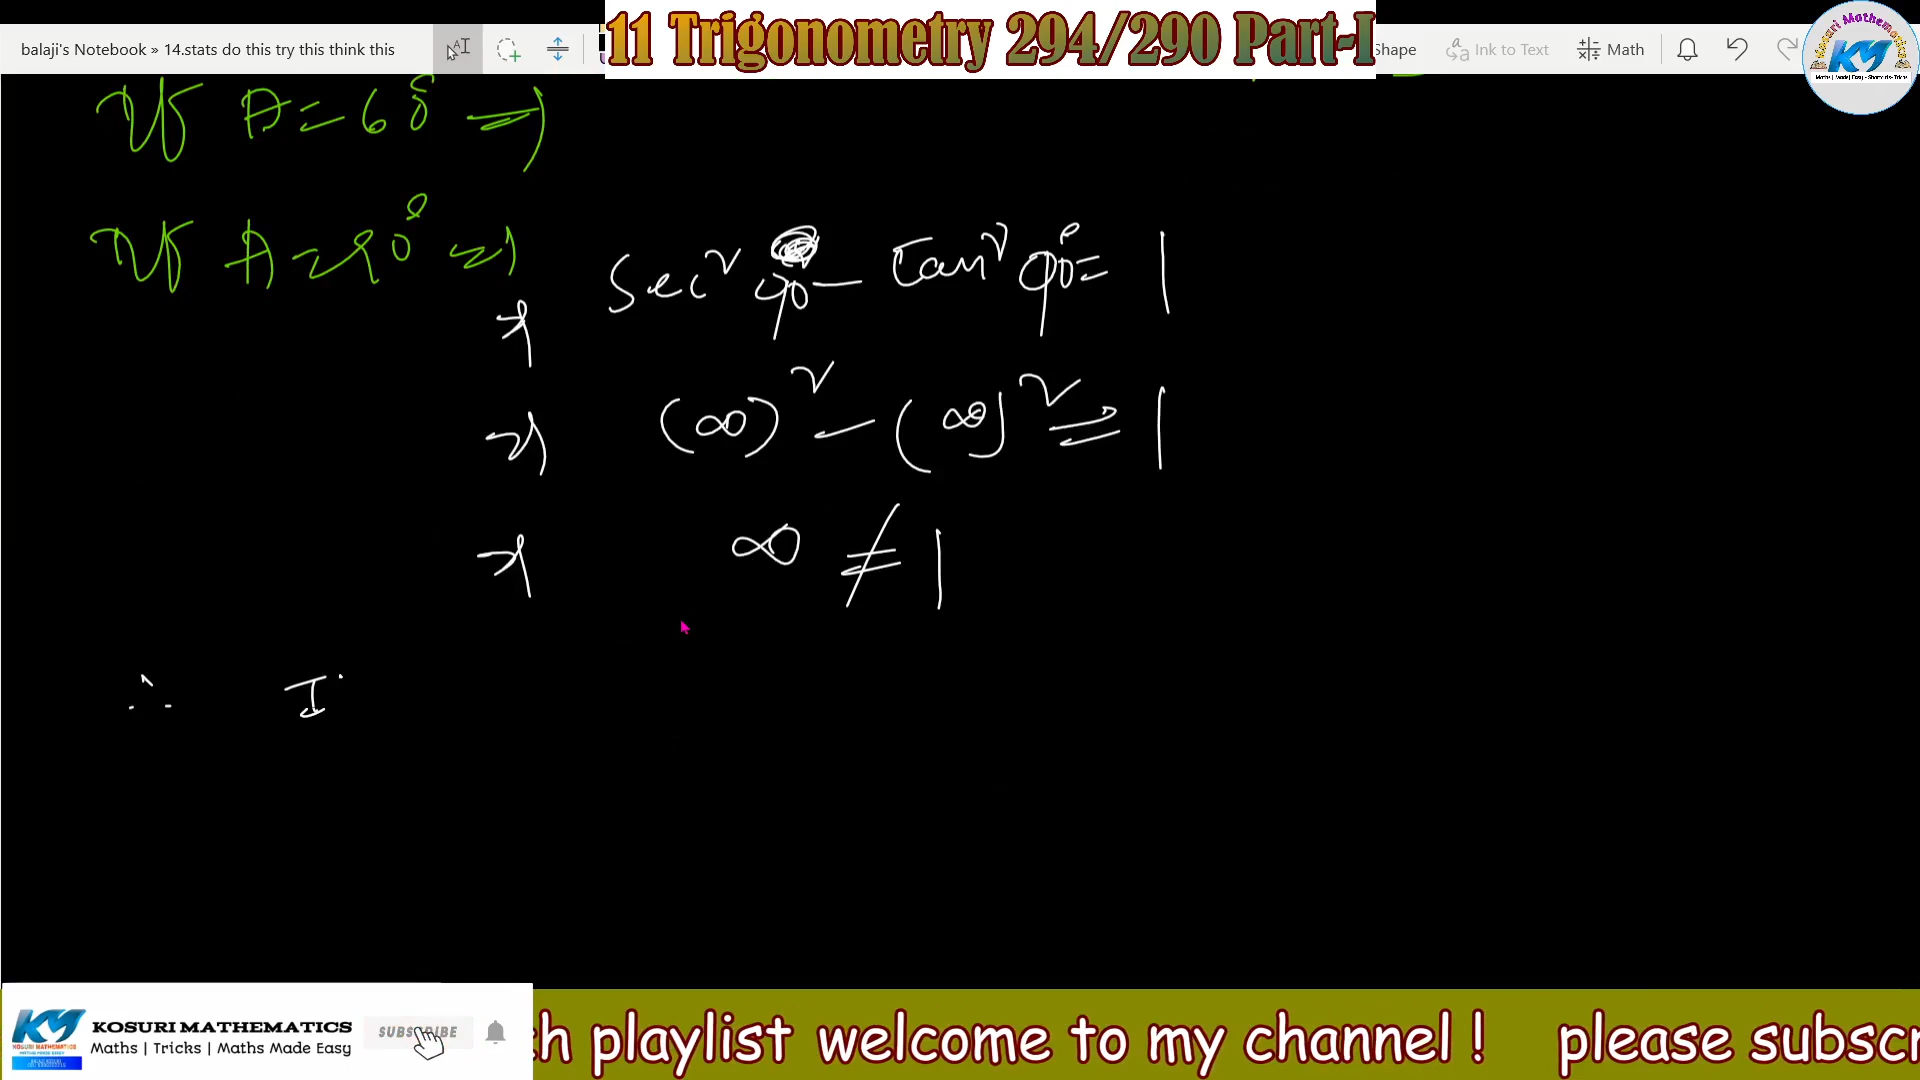 11 Trigonometry 294/290 Part-I
balaji's Notebook » 14.stats do this try this think this
Shape
Ink to Text
Math
If A = 60° ⇒
If A = 90° ⇒ Sec² 90 - Tan² 90° = 1
⇒ (∞)² - (∞)² = 1
⇒ ∞ ≠ 1
∴ I
KOSURI MATHEMATICS
Maths | Tricks | Maths Made Easy
SUBSCRIBE
ch playlist welcome to my channel ! please subscr
KM